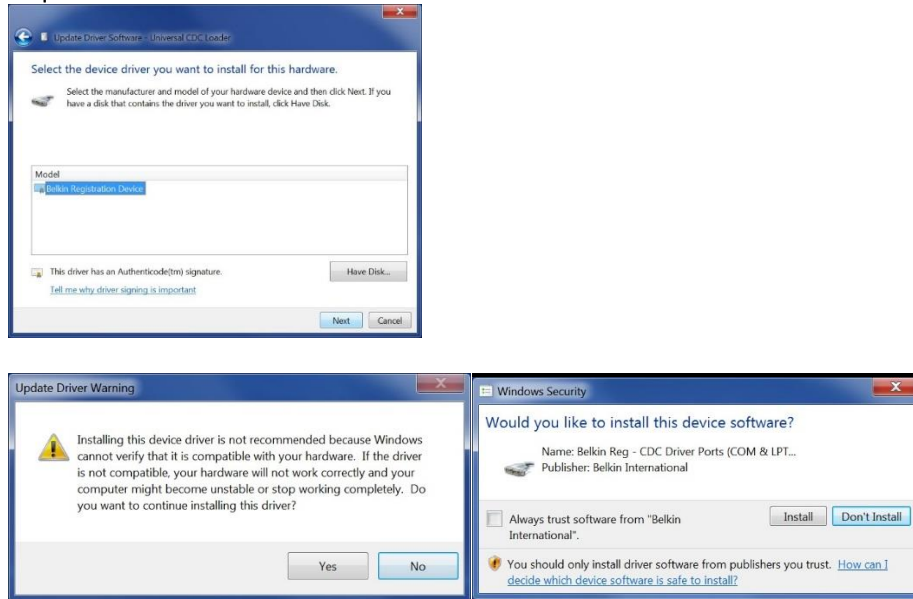 Update Driver Software - Universal CDC Loader
Select the device driver you want to install for this hardware.
Select the manufacturer and model of your hardware device and then click Next. If you
have a disk that contains the driver you want to install, click Have Disk.
Model
Belkin Registration Device
This driver has an Authenticode(tm) signature.
Have Disk...
Tell me why driver signing is important
Next
Cancel
Update Driver Warning
Installing this device driver is not recommended because Windows
cannot verify that it is compatible with your hardware. If the driver
is not compatible, your hardware will not work correctly and your
computer might become unstable or stop working completely. Do
you want to continue installing this driver?
Yes
No
Windows Security
Would you like to install this device software?
Name: Belkin Reg - CDC Driver Ports (COM & LPT...
Publisher: Belkin International
Always trust software from "Belkin
International".
Install
Don't Install
You should only install driver software from publishers you trust. How can I
decide which device software is safe to install?